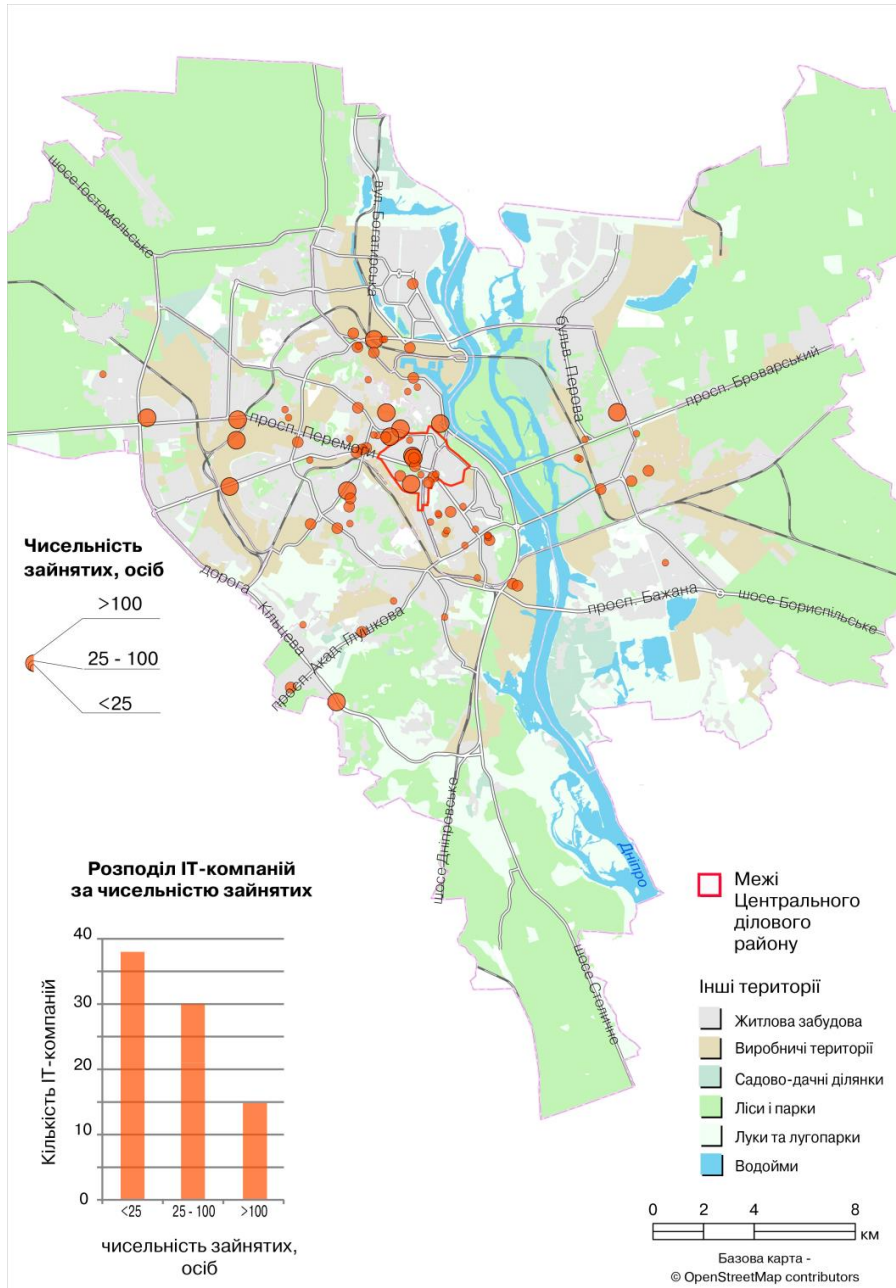 шосе Гостомельське
вул. Богатирська
бульв. Перова
просп. Броварський
просп. Перемоги
дорога Кільцева
просп. Акад. Глушкова
просп. Бажана
шосе Бориспільське
шосе Дніпровське
Дніпро
шосе Столичне
Чисельність
зайнятих, осіб
>100
25 - 100
<25
Розподіл ІТ-компаній
за чисельністю зайнятих
Кількість ІТ-компаній
40
30
20
10
0
<25
25 - 100
>100
чисельність зайнятих,
осіб
Межі
Центрального
ділового
району
Інші території
Житлова забудова
Виробничі території
Садово-дачні ділянки
Ліси і парки
Луки та лугопарки
Водойми
0 2 4 8
км
Базова карта -
© OpenStreetMap contributors